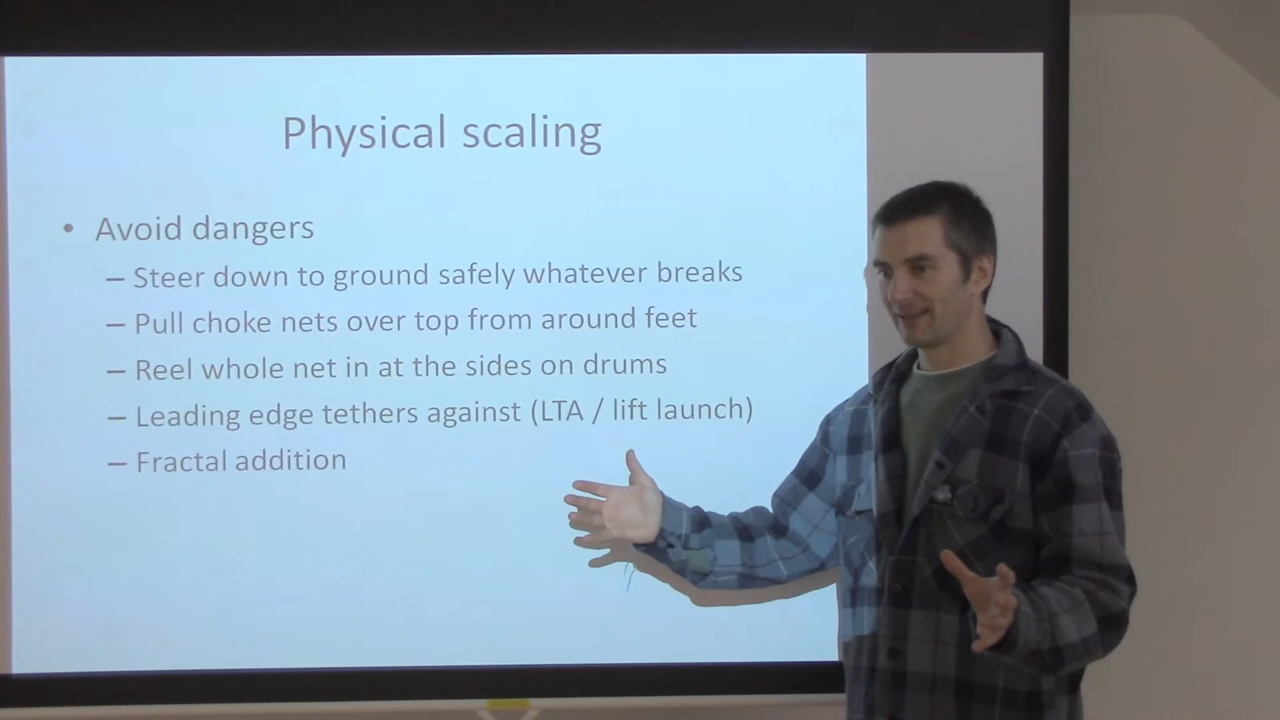 Physical scaling
• Avoid dangers
– Steer down to ground safely whatever breaks
– Pull choke nets over top from around feet
– Reel whole net in at the sides on drums
– Leading edge tethers against (LTA / lift launch)
– Fractal addition